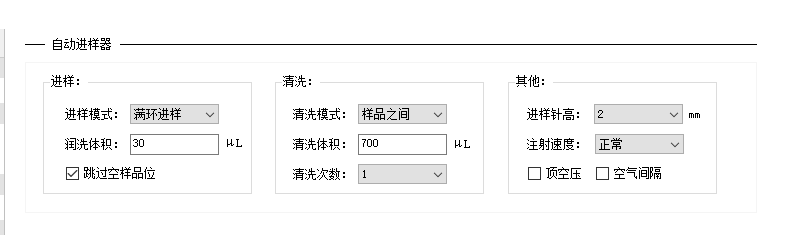 自动进样器
进样：
进样模式： 满环进样
润洗体积： 30 μL
跳过空样品位
清洗：
清洗模式： 样品之间
清洗体积： 700 μL
清洗次数： 1
其他：
进样针高： 2 mm
注射速度： 正常
顶空压 空气间隔